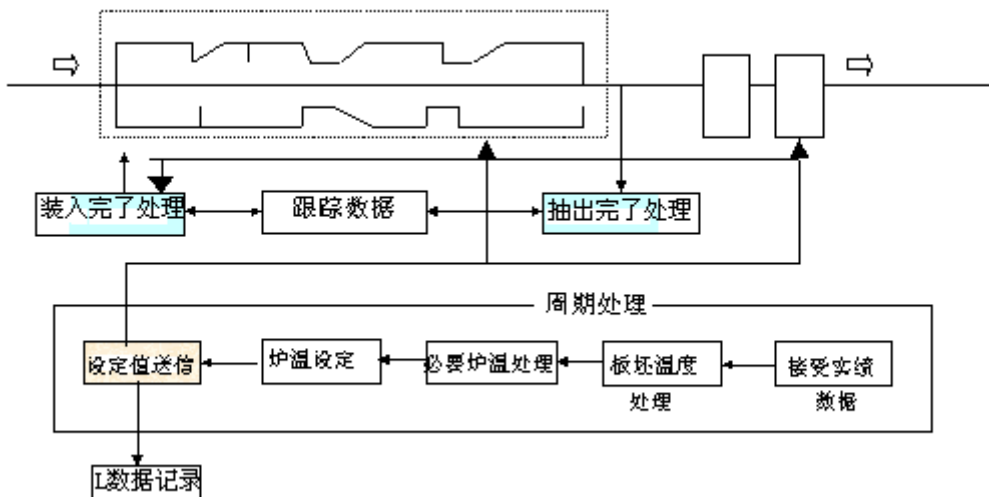 装入完了处理
跟踪数据
抽出完了处理
周期处理
设定值送信
炉温设定
必要炉温处理
板坯温度
处理
接受实绩
数据
L数据记录